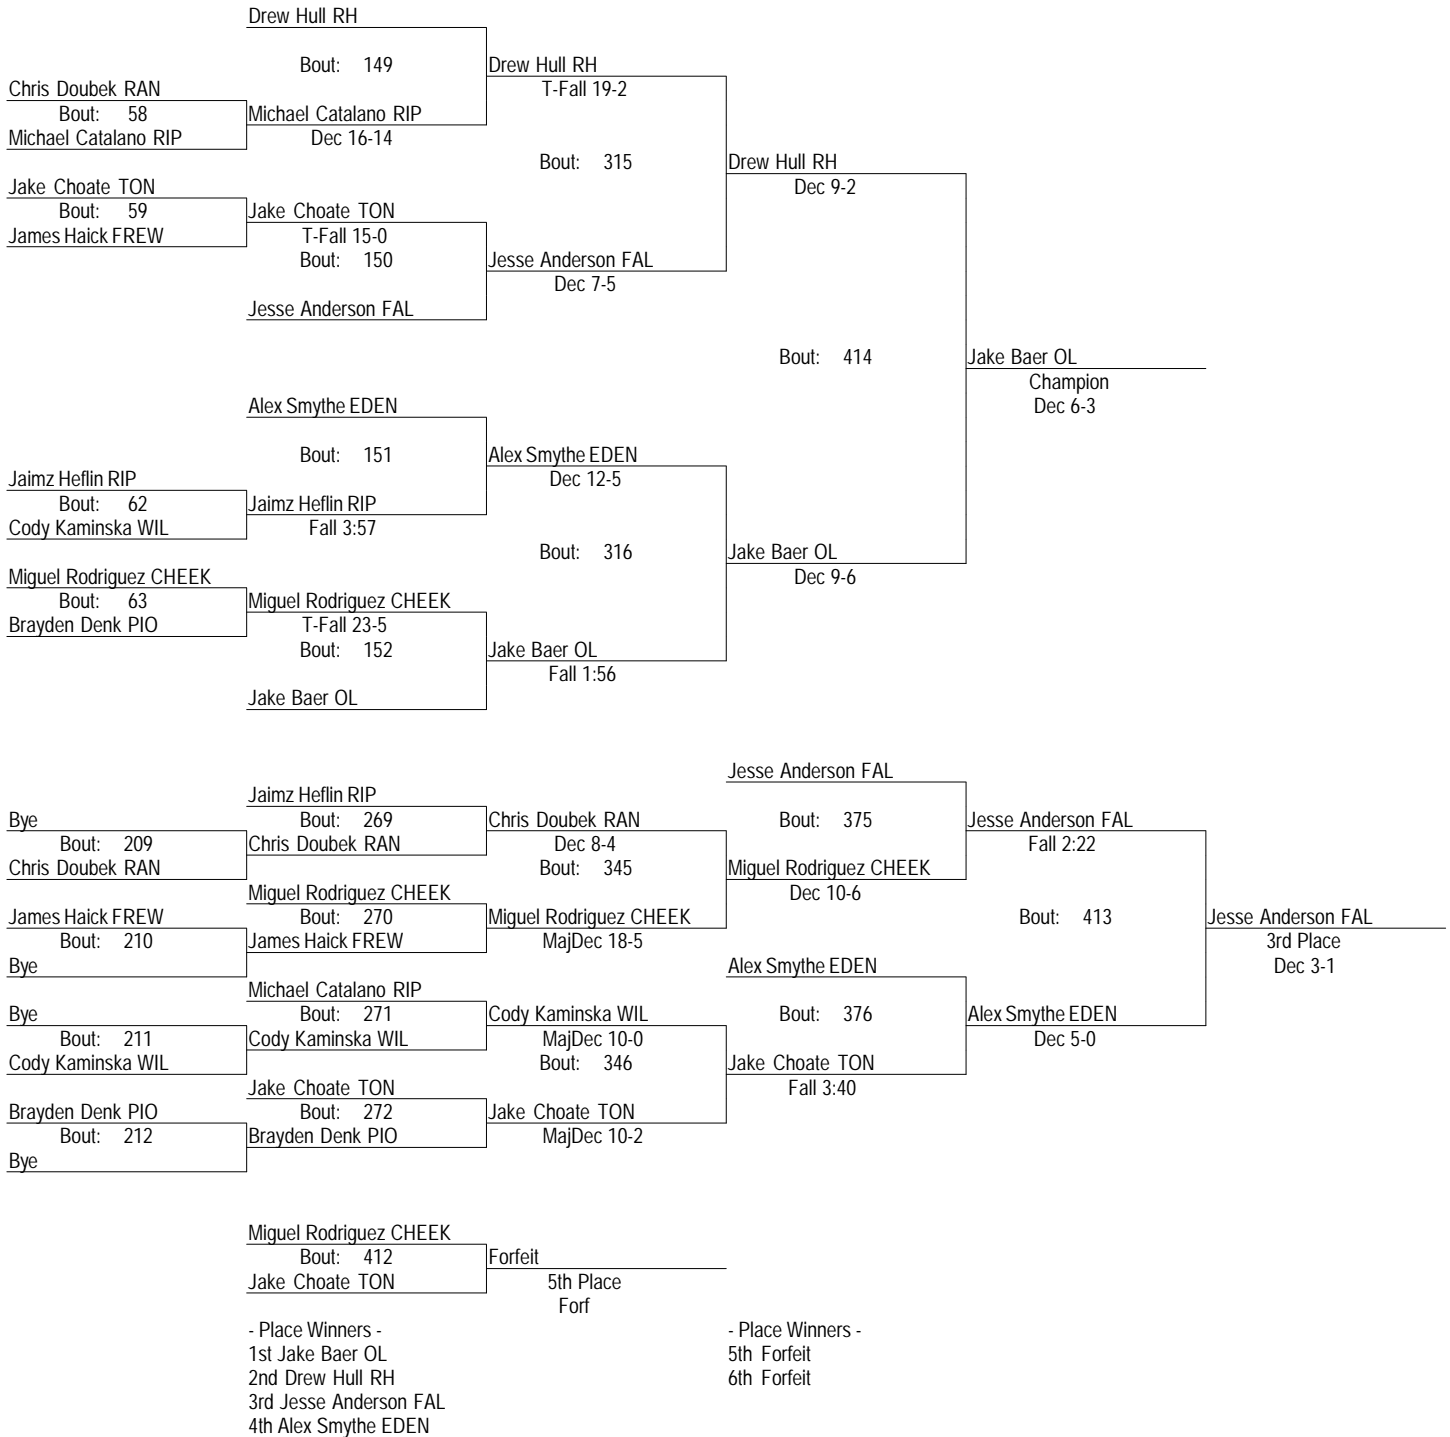 Drew Hull RH
Bout: 149
Drew Hull RH
T-Fall 19-2
Chris Doubek RAN
Bout: 58
Michael Catalano RIP
Michael Catalano RIP
Dec 16-14
Bout: 315
Drew Hull RH
Dec 9-2
Jake Choate TON
Bout: 59
James Haick FREW
Jake Choate TON
T-Fall 15-0
Bout: 150
Jesse Anderson FAL
Dec 7-5
Jesse Anderson FAL
Bout: 414
Jake Baer OL
Champion
Dec 6-3
Alex Smythe EDEN
Bout: 151
Alex Smythe EDEN
Dec 12-5
Jaimz Heflin RIP
Bout: 62
Cody Kaminska WIL
Jaimz Heflin RIP
Fall 3:57
Bout: 316
Jake Baer OL
Dec 9-6
Miguel Rodriguez CHEEK
Bout: 63
Brayden Denk PIO
Miguel Rodriguez CHEEK
T-Fall 23-5
Bout: 152
Jake Baer OL
Fall 1:56
Jake Baer OL
Jesse Anderson FAL
Jaimz Heflin RIP
Bye
Bout: 209
Chris Doubek RAN
Bout: 269
Chris Doubek RAN
Chris Doubek RAN
Dec 8-4
Bout: 345
Bout: 375
Jesse Anderson FAL
Fall 2:22
Miguel Rodriguez CHEEK
Dec 10-6
Miguel Rodriguez CHEEK
James Haick FREW
Bout: 210
Bye
Bout: 270
James Haick FREW
Miguel Rodriguez CHEEK
MajDec 18-5
Bout: 413
Jesse Anderson FAL
3rd Place
Dec 3-1
Alex Smythe EDEN
Michael Catalano RIP
Bye
Bout: 211
Cody Kaminska WIL
Bout: 271
Cody Kaminska WIL
Cody Kaminska WIL
MajDec 10-0
Bout: 346
Bout: 376
Alex Smythe EDEN
Dec 5-0
Jake Choate TON
Fall 3:40
Jake Choate TON
Brayden Denk PIO
Bout: 212
Bye
Bout: 272
Brayden Denk PIO
Jake Choate TON
MajDec 10-2
Miguel Rodriguez CHEEK
Bout: 412
Jake Choate TON
Forfeit
5th Place
Forf
- Place Winners -
1st Jake Baer OL
2nd Drew Hull RH
3rd Jesse Anderson FAL
4th Alex Smythe EDEN
- Place Winners -
5th Forfeit
6th Forfeit